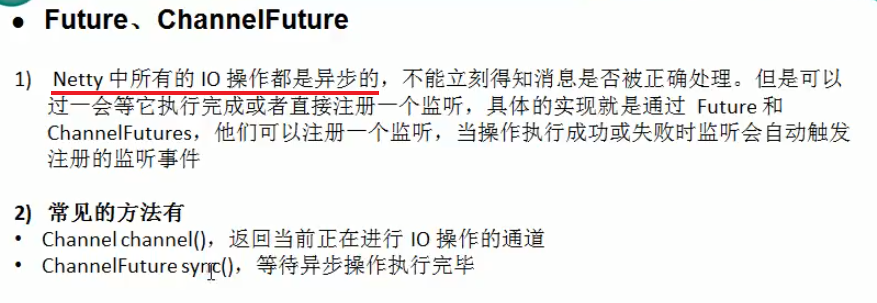 ● Future、ChannelFuture
1) Netty 中所有的 IO 操作都是异步的，不能立刻得知消息是否被正确处理。但是可以
过一会等它执行完成或者直接注册一个监听，具体的实现就是通过 Future 和
ChannelFutures，他们可以注册一个监听，当操作执行成功或失败时监听会自动触发
注册的监听事件
2) 常见的方法有
• Channel channel()，返回当前正在进行 IO 操作的通道
• ChannelFuture sync()，等待异步操作执行完毕